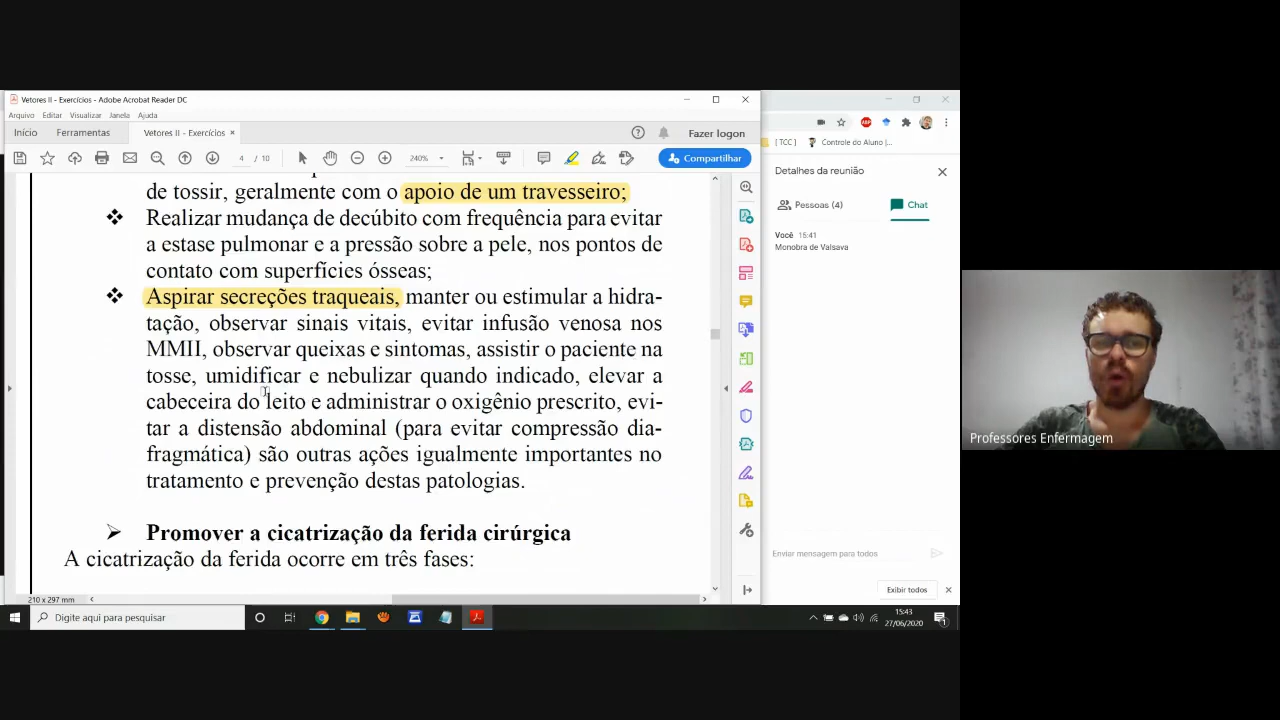 Vetores II - Exercícios - Adobe Acrobat Reader DC
Arquivo Editar Visualizar Janela Ajuda
Início Ferramentas Vetores II - Exercícios × Fazer logon
4 / 10 240% Compartilhar
de tossir, geralmente com o apoio de um travesseiro;
❖ Realizar mudança de decúbito com frequência para evitar
a estase pulmonar e a pressão sobre a pele, nos pontos de
contato com superfícies ósseas;
❖ Aspirar secreções traqueais, manter ou estimular a hidra-
tação, observar sinais vitais, evitar infusão venosa nos
MMII, observar queixas e sintomas, assistir o paciente na
tosse, umidificar e nebulizar quando indicado, elevar a
cabeceira do leito e administrar o oxigênio prescrito, evi-
tar a distensão abdominal (para evitar compressão dia-
fragmática) são outras ações igualmente importantes no
tratamento e prevenção destas patologias.
➢ Promover a cicatrização da ferida cirúrgica
A cicatrização da ferida ocorre em três fases:
210 x 297 mm
ABP
[ TCC ] Controle do Aluno |...
Detalhes da reunião
Pessoas (4) Chat
Você 15:41
Monobra de Valsava
Enviar mensagem para todos
Exibir todos
Professores Enfermagem
Digite aqui para pesquisar
15:43
27/06/2020
1